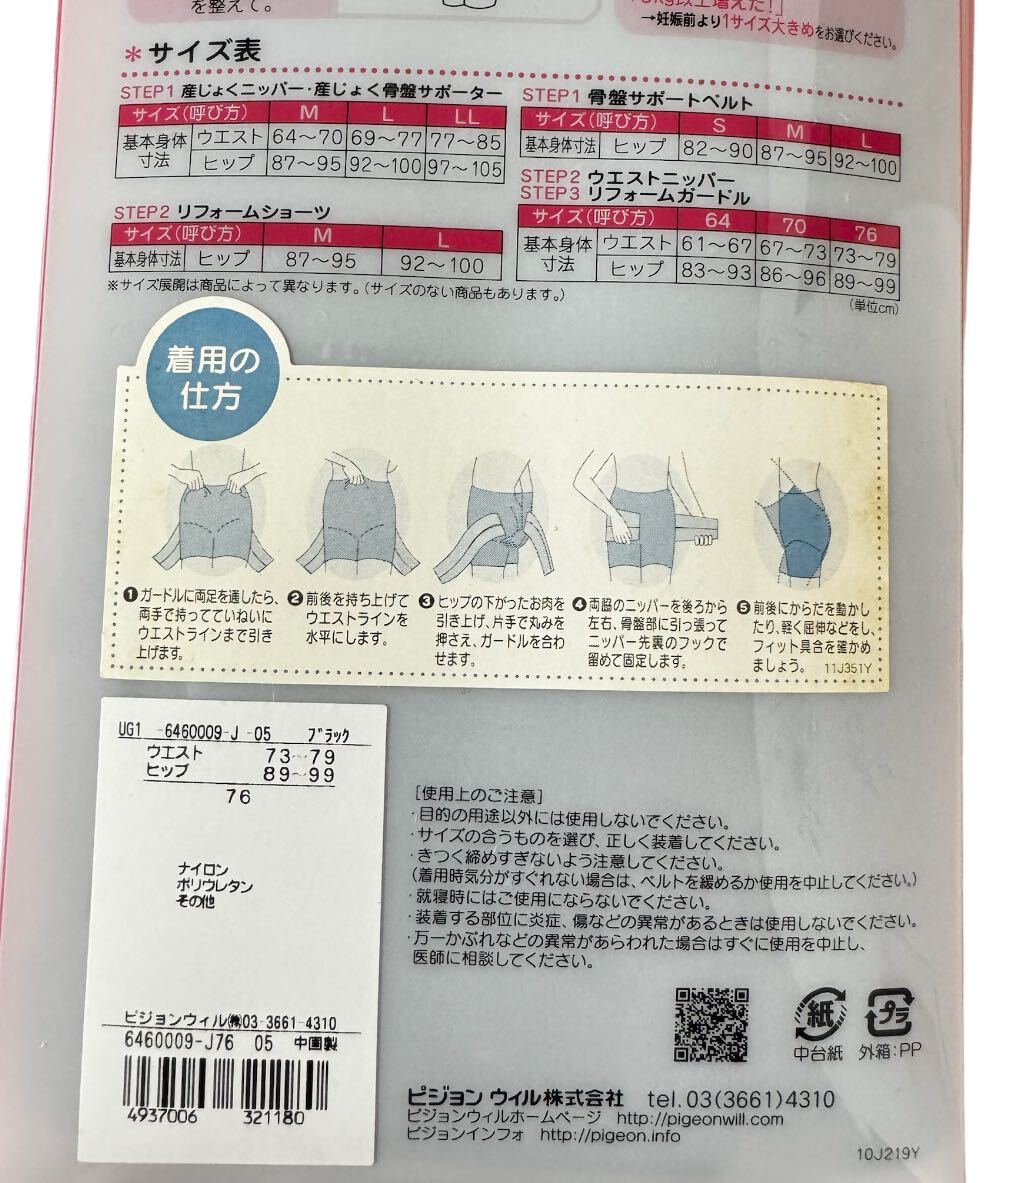 を整えて。
→妊娠前より1サイズ大きめをお選びください。
＊サイズ表
STEP1 産じょくニッパー・産じょく骨盤サポーター
サイズ(呼び方) M L LL
基本身体寸法 ウエスト 64～70 69～77 77～85
ヒップ 87～95 92～100 97～105
STEP2 リフォームショーツ
サイズ(呼び方) M L
基本身体寸法 ヒップ 87～95 92～100
※サイズ展開は商品によって異なります。(サイズのない商品もあります。)
STEP1 骨盤サポートベルト
サイズ(呼び方) S M L
基本身体寸法 ヒップ 82～90 87～95 92～100
STEP2 ウエストニッパー
STEP3 リフォームガードル
サイズ(呼び方) 64 70 76
基本身体寸法 ウエスト 61～67 67～73 73～79
ヒップ 83～93 86～96 89～99
(単位cm)
着用の
仕方
❶ガードルに両足を通したら、
両手で持ってていねいに
ウエストラインまで引き
上げます。
❷前後を持ち上げて
ウエストラインを
水平にします。
❸ヒップの下がったお肉を
引き上げ、片手で丸みを
押さえ、ガードルを合わ
せます。
❹両脇のニッパーを後ろから
左右、骨盤部に引っ張って
ニッパー先裏のフックで
留めて固定します。
❺前後にからだを動かし
たり、軽く屈伸などをし、
フィット具合を確かめ
ましょう。 11J351Y
UG1 -6460009-J -05 ブラック
ウエスト 73～79
ヒップ 89～99
76
ナイロン
ポリウレタン
その他
ピジョンウィル㈱03-3661-4310
6460009-J76 05 中国製
4937006 321180
[使用上のご注意]
・目的の用途以外には使用しないでください。
・サイズの合うものを選び、正しく装着してください。
・きつく締めすぎないよう注意してください。
(着用時気分がすぐれない場合は、ベルトを緩めるか使用を中止してください。)
・就寝時にはご使用にならないでください。
・装着する部位に炎症、傷などの異常があるときは使用しないでください。
・万一かぶれなどの異常があらわれた場合はすぐに使用を中止し、
医師に相談してください。
紙 プラ
中台紙 外箱:PP
ピジョン ウィル株式会社 tel.03(3661)4310
ピジョンウィルホームページ http://pigeonwill.com
ピジョンインフォ http://pigeon.info
10J219Y